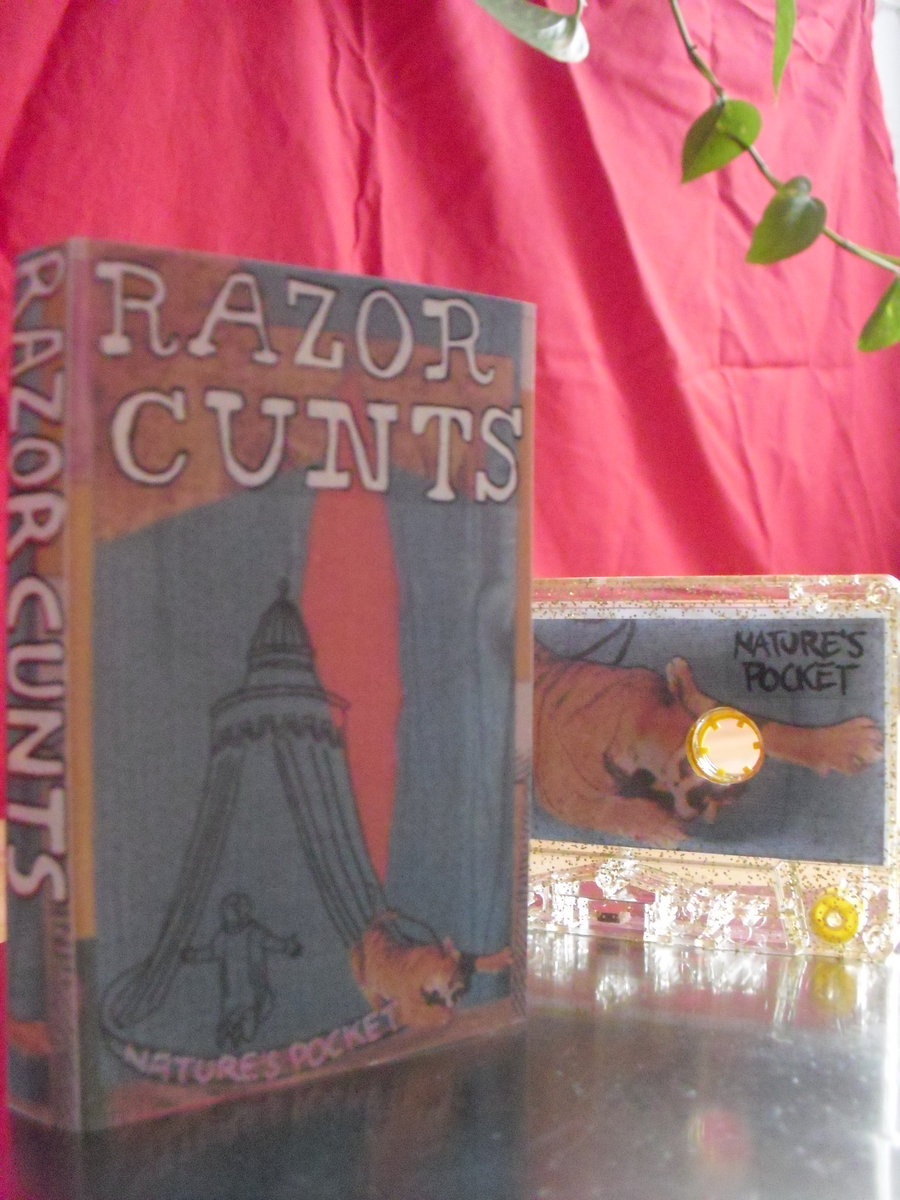 RAZOR CUNTS
RAZOR
CUNTS
NATURE'S POCKET
NATURE'S
POCKET